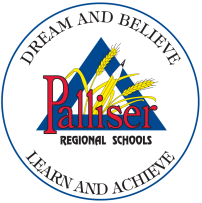 DREAM AND BELIEVE
Palliser
REGIONAL SCHOOLS
LEARN AND ACHIEVE